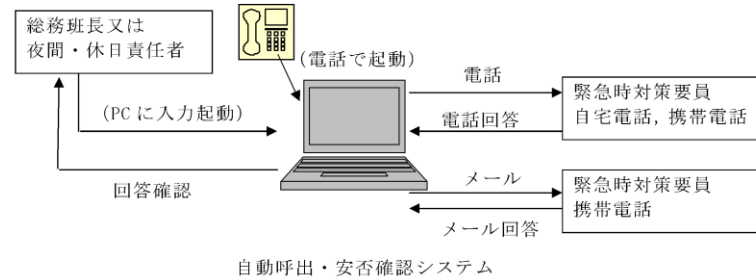 総務班長又は
夜間・休日責任者
(電話で起動)
(PCに入力起動)
回答確認
電話
電話回答
緊急時対策要員
自宅電話, 携帯電話
メール
メール回答
緊急時対策要員
携帯電話
自動呼出・安否確認システム